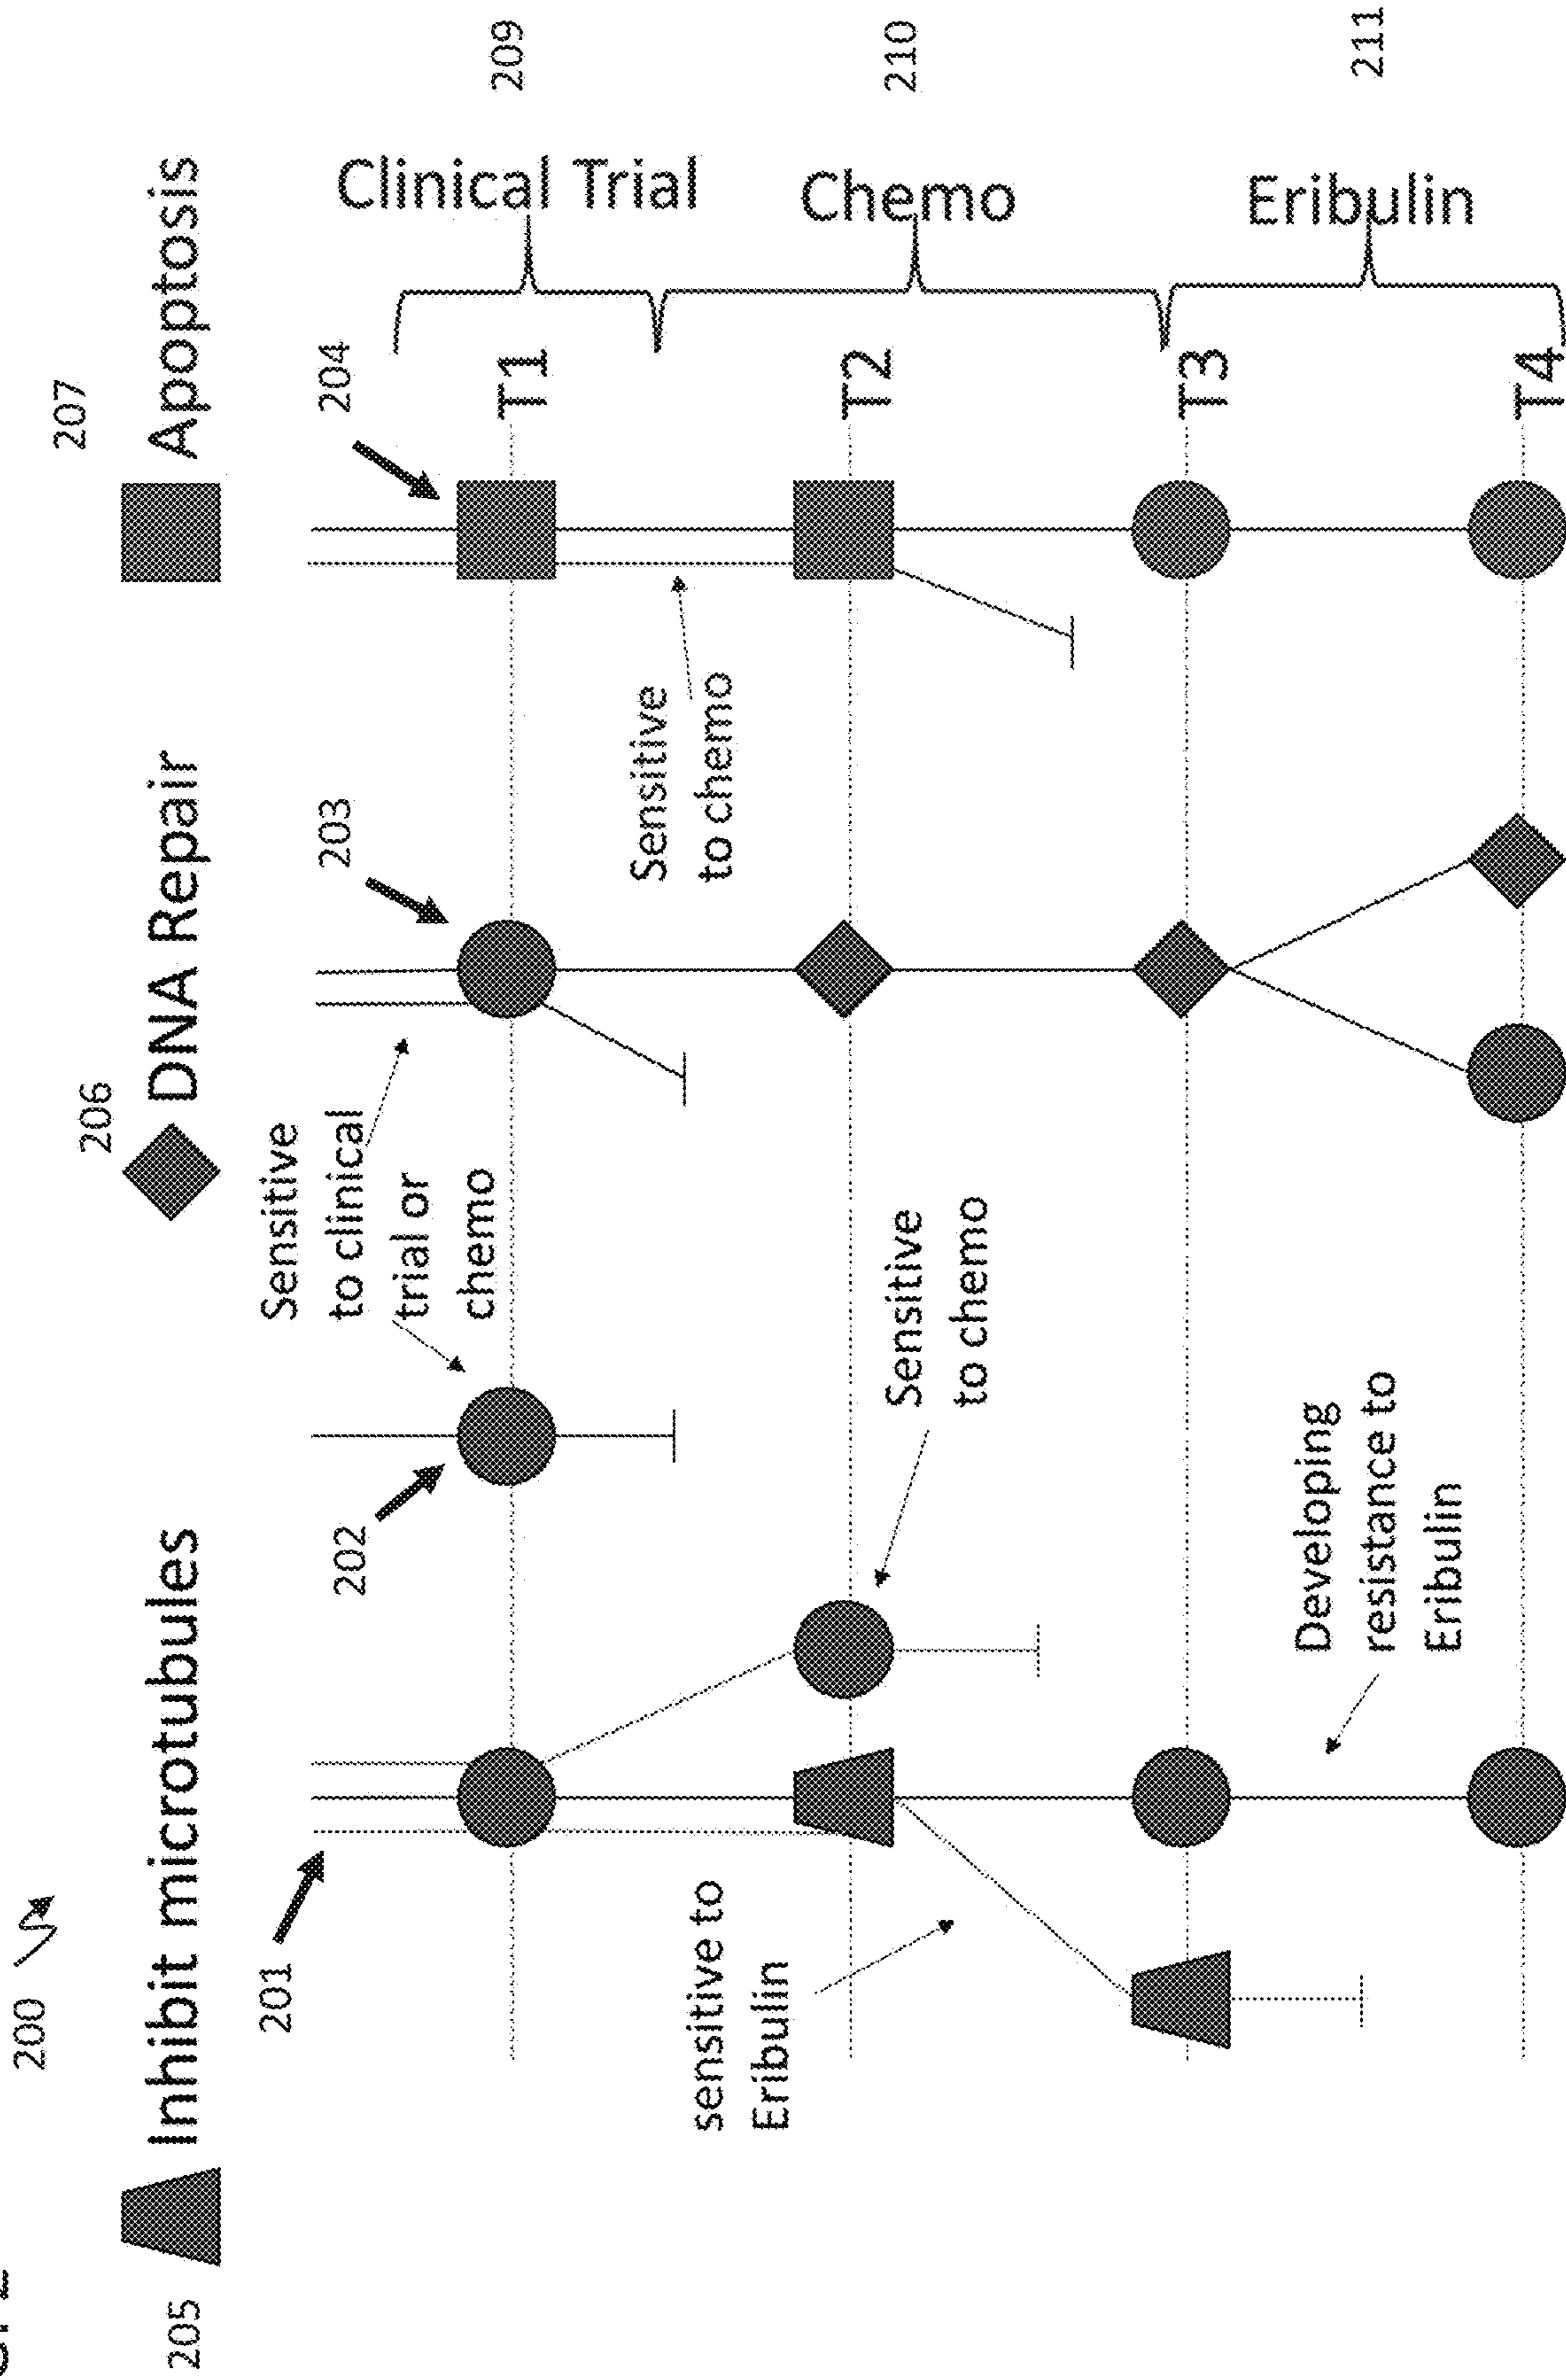 200
205
Inhibit microtubules
206
DNA Repair
207
Apoptosis
201
202
203
204
Sensitive
to clinical
trial or
chemo
T1
Clinical Trial
209
Sensitive
to chemo
sensitive to
Eribulin
T2
Chemo
210
Sensitive
to chemo
T3
Developing
resistance to
Eribulin
Eribulin
211
T4